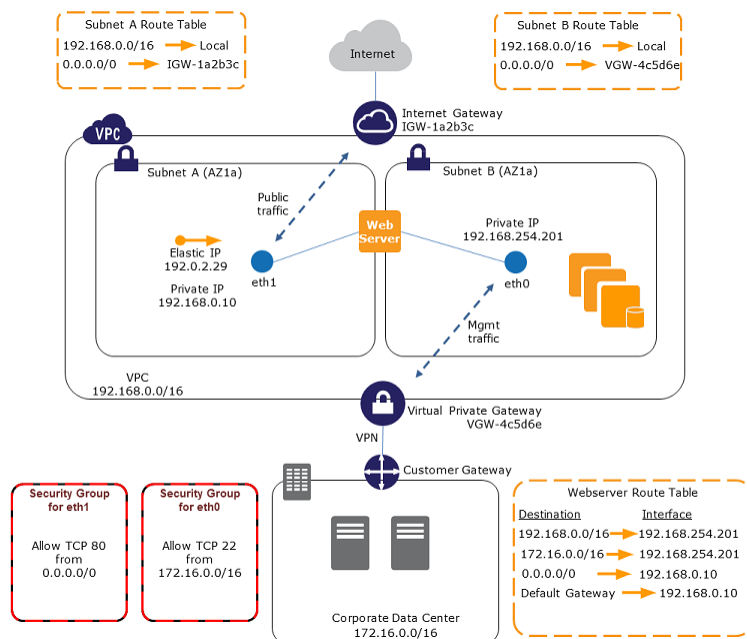 Subnet A Route Table
192.168.0.0/16 Local
0.0.0.0/0 IGW-1a2b3c
Internet
Subnet B Route Table
192.168.0.0/16 Local
0.0.0.0/0 VGW-4c5d6e
Internet Gateway
IGW-1a2b3c
VPC
Subnet A (AZ1a)
Subnet B (AZ1a)
Public
traffic
Web
Server
Private IP
192.168.254.201
Elastic IP
192.0.2.29
eth1
eth0
Private IP
192.168.0.10
Mgmt
traffic
VPC
192.168.0.0/16
Virtual Private Gateway
VGW-4c5d6e
VPN
Customer Gateway
Security Group
for eth1
Allow TCP 80
from
0.0.0.0/0
Security Group
for eth0
Allow TCP 22
from
172.16.0.0/16
Corporate Data Center
172.16.0.0/16
Webserver Route Table
Destination Interface
192.168.0.0/16 192.168.254.201
172.16.0.0/16 192.168.254.201
0.0.0.0/0 192.168.0.10
Default Gateway 192.168.0.10